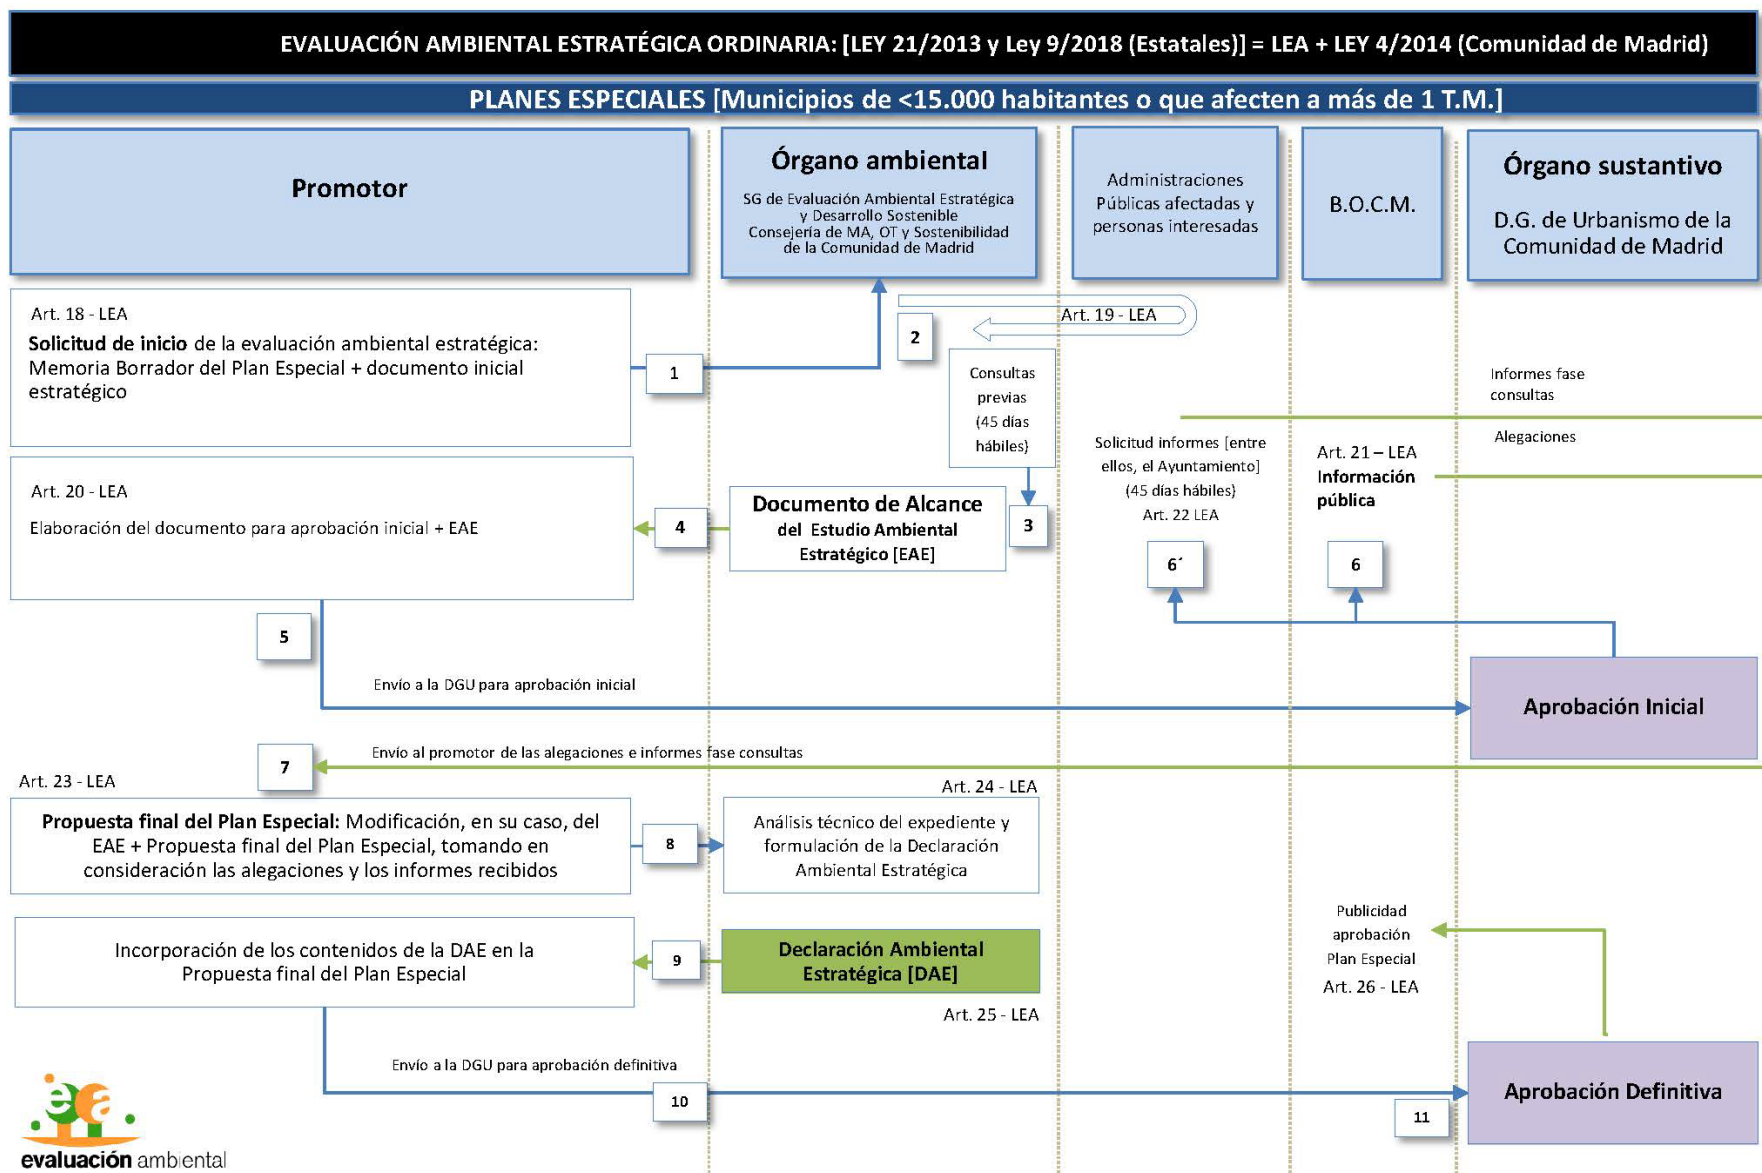 EVALUACIÓN AMBIENTAL ESTRATÉGICA ORDINARIA: [LEY 21/2013 y Ley 9/2018 (Estatales)] = LEA + LEY 4/2014 (Comunidad de Madrid)
PLANES ESPECIALES [Municipios de <15.000 habitantes o que afecten a más de 1 T.M.]
Promotor
Órgano ambiental
SG de Evaluación Ambiental Estratégica
y Desarrollo Sostenible
Consejería de MA, OT y Sostenibilidad
de la Comunidad de Madrid
Administraciones
Públicas afectadas y
personas interesadas
B.O.C.M.
Órgano sustantivo
D.G. de Urbanismo de la
Comunidad de Madrid
Art. 18 - LEA
Solicitud de inicio de la evaluación ambiental estratégica:
Memoria Borrador del Plan Especial + documento inicial
estratégico
1
2
Art. 19 - LEA
Consultas
previas
(45 días
hábiles)
Informes fase
consultas
Alegaciones
Solicitud informes [entre
ellos, el Ayuntamiento]
(45 días hábiles)
Art. 22 LEA
Art. 21 – LEA
Información
pública
Art. 20 - LEA
Elaboración del documento para aprobación inicial + EAE
4
Documento de Alcance
del Estudio Ambiental
Estratégico [EAE]
3
6´
6
5
Envío a la DGU para aprobación inicial
Aprobación Inicial
7
Envío al promotor de las alegaciones e informes fase consultas
Art. 23 - LEA
Art. 24 - LEA
Propuesta final del Plan Especial: Modificación, en su caso, del
EAE + Propuesta final del Plan Especial, tomando en
consideración las alegaciones y los informes recibidos
8
Análisis técnico del expediente y
formulación de la Declaración
Ambiental Estratégica
Incorporación de los contenidos de la DAE en la
Propuesta final del Plan Especial
9
Declaración Ambiental
Estratégica [DAE]
Art. 25 - LEA
Publicidad
aprobación
Plan Especial
Art. 26 - LEA
Envío a la DGU para aprobación definitiva
10
11
Aprobación Definitiva
ea
evaluación ambiental